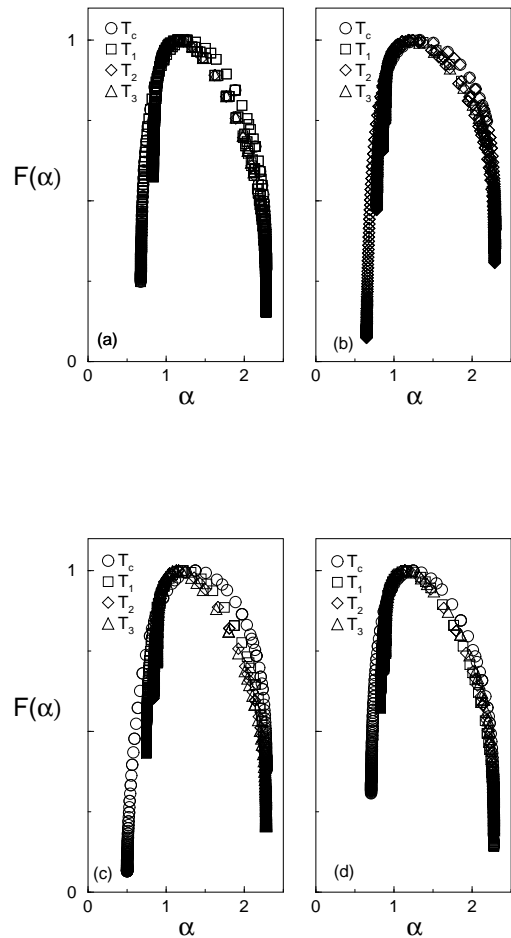 1
T_c
T_1
T_2
T_3
F(α)
(a)
0
0 1 2
α
T_c
T_1
T_2
T_3
(b)
0 1 2
α
1
T_c
T_1
T_2
T_3
F(α)
(c)
0
0 1 2
α
T_c
T_1
T_2
T_3
(d)
0 1 2
α